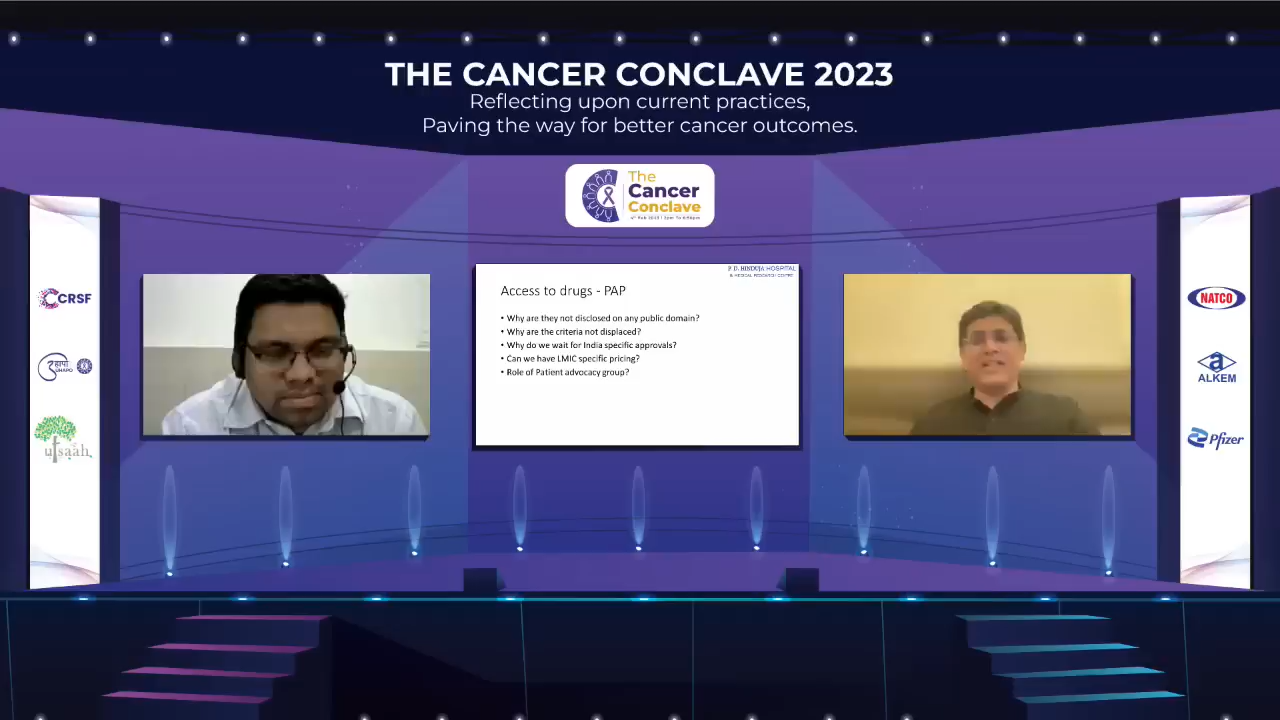 THE CANCER CONCLAVE 2023
Reflecting upon current practices,
Paving the way for better cancer outcomes.
The
Cancer
Conclave
CRSF
UHAPO
utsaah
P. D. HINDUJA HOSPITAL
& MEDICAL RESEARCH CENTRE
Access to drugs - PAP
• Why are they not disclosed on any public domain?
• Why are the criteria not displaced?
• Why do we wait for India specific approvals?
• Can we have LMIC specific pricing?
• Role of Patient advocacy group?
NATCO
a
ALKEM
Pfizer